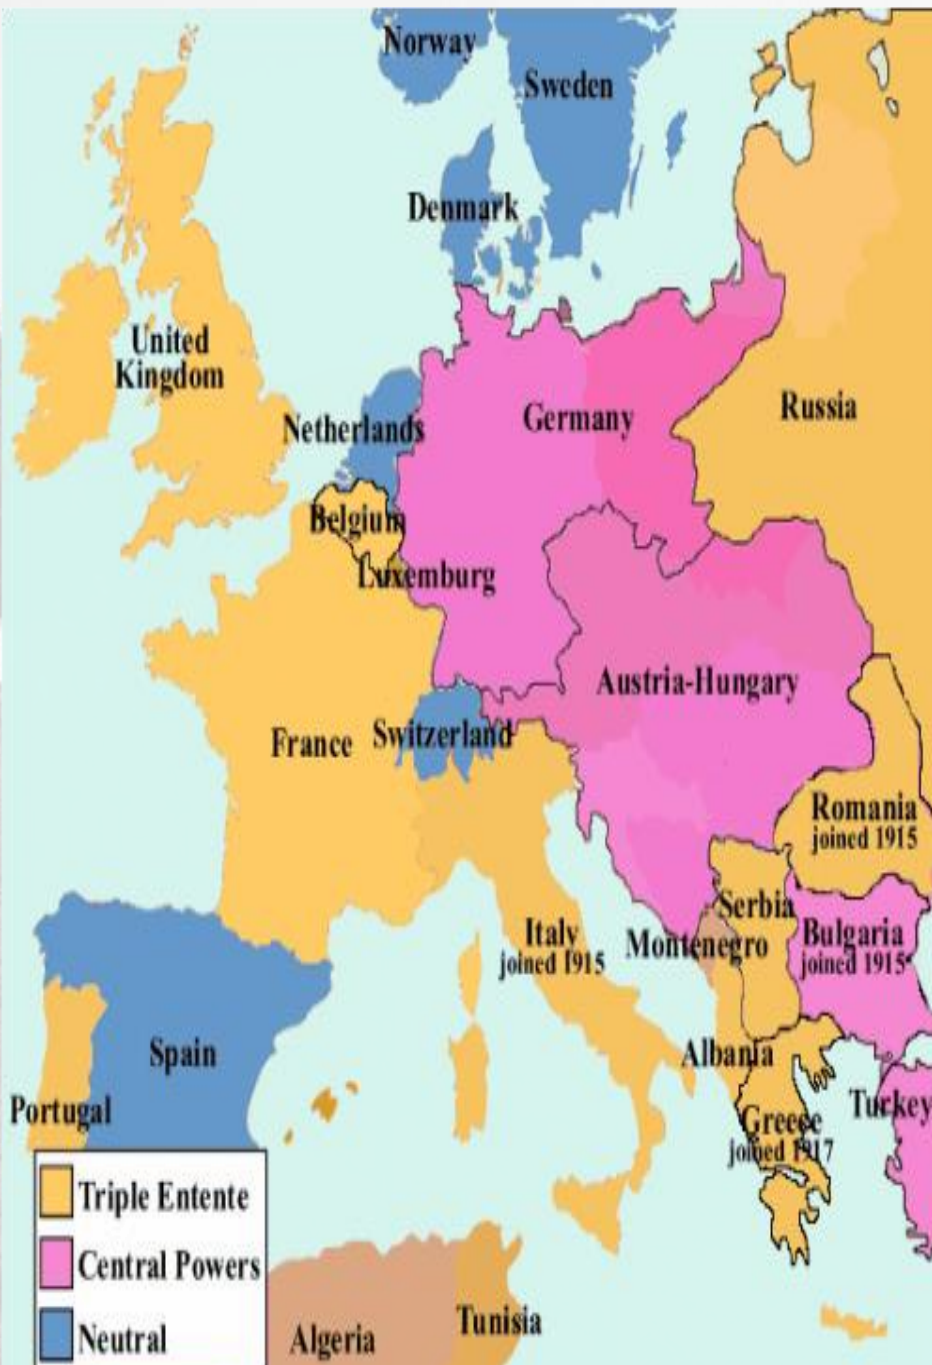 Norway
Sweden
Denmark
United
Kingdom
Netherlands
Germany
Russia
Belgium
Luxemburg
Austria-Hungary
France
Switzerland
Romania
joined 1915
Serbia
Italy
joined 1915
Montenegro
Bulgaria
joined 1915
Spain
Albania
Portugal
Greece
joined 1917
Turkey
Triple Entente
Central Powers
Neutral
Algeria
Tunisia